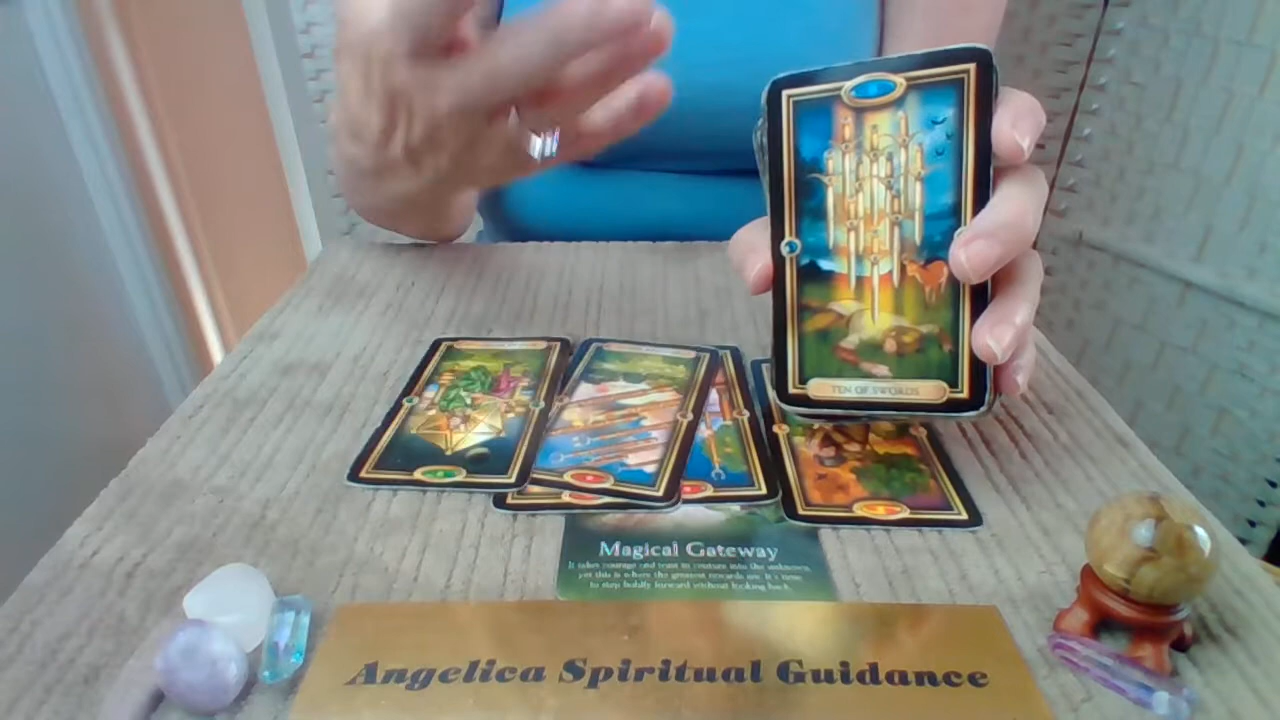 TEN OF SWORDS
Magical Gateway
It takes courage and trust to venture into the unknown,
yet this is where the greatest rewards are. It's time
to step boldly forward without looking back.
Angelica Spiritual Guidance